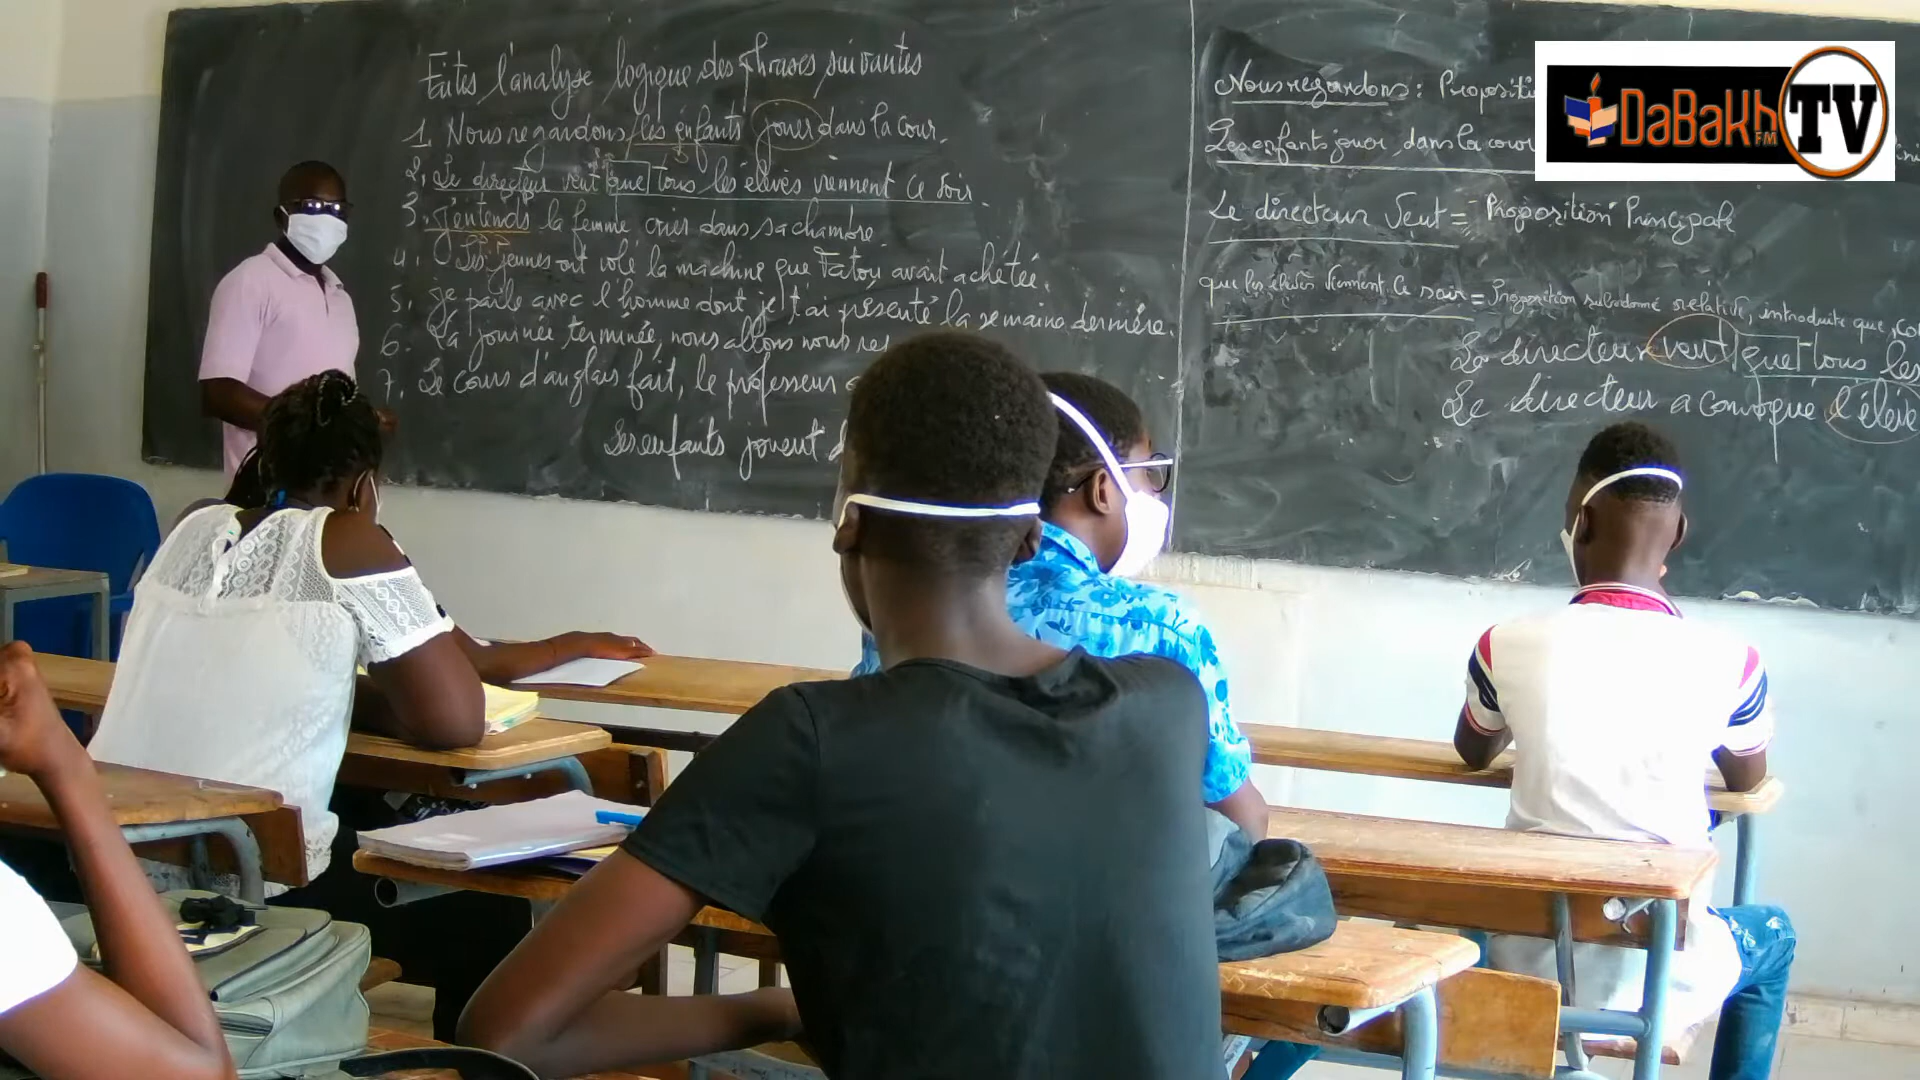 Faites l'analyse logique des phrases suivantes
1. Nous regardons les enfants jouer dans la cour.
2. Le directeur veut que tous les élèves viennent ce soir.
3. J'entends la femme crier dans sa chambre.
4. Les jeunes ont volé la machine que Fatou avait achetée.
5. Je parle avec l'homme dont je t'ai présenté la semaine dernière.
6. La journée terminée, nous allons nous
7. Le cours d'anglais fait, le professeur
Les enfants jouent
Nous regardons : Propositi
Les enfants jouer dans la cour
Le directeur veut = Proposition Principale
que les élèves viennent ce soir = Proposition subordonné relative, introduite que,
Le directeur veut que tous les
Le directeur a convoqué l'élève
DaBaKh FM TV